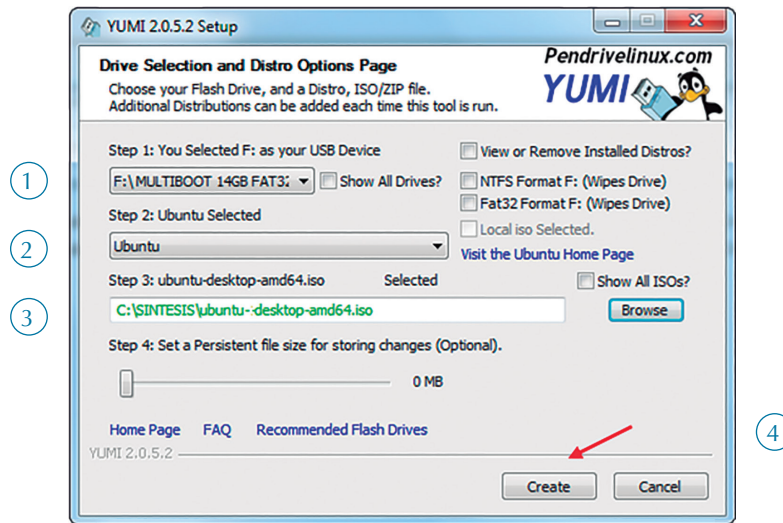 YUMI 2.0.5.2 Setup
Drive Selection and Distro Options Page
Choose your Flash Drive, and a Distro, ISO/ZIP file.
Additional Distributions can be added each time this tool is run.
Pendrivelinux.com
YUMI
Step 1: You Selected F: as your USB Device
View or Remove Installed Distros?
1
F:\MULTIBOOT 14GB FAT32
Show All Drives?
NTFS Format F: (Wipes Drive)
Fat32 Format F: (Wipes Drive)
Step 2: Ubuntu Selected
Local iso Selected.
2
Ubuntu
Visit the Ubuntu Home Page
Step 3: ubuntu-desktop-amd64.iso Selected
Show All ISOs?
3
C:\SINTESIS\ubuntu-desktop-amd64.iso
Browse
Step 4: Set a Persistent file size for storing changes (Optional).
0 MB
Home Page FAQ Recommended Flash Drives
4
YUMI 2.0.5.2
Create Cancel